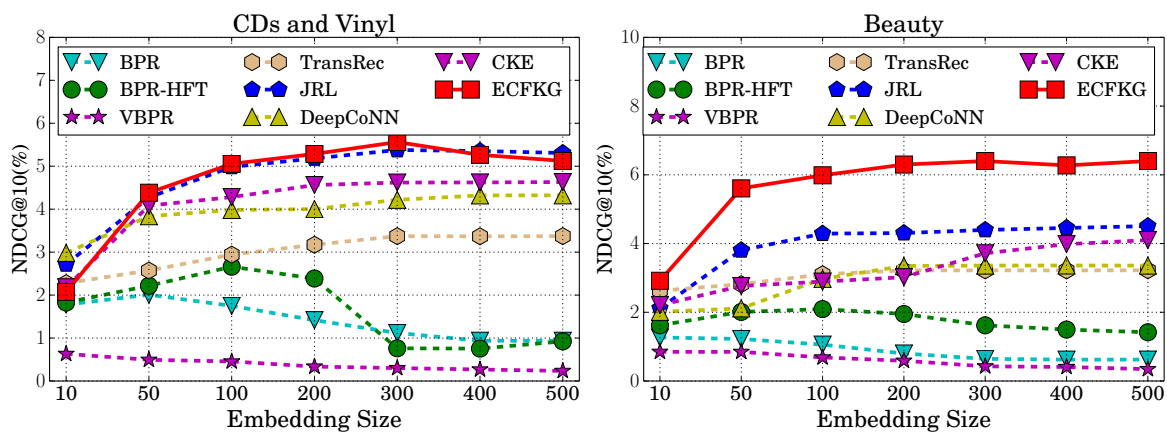 CDs and Vinyl
8
7
6
5
4
3
2
1
0
NDCG@10(%)
BPR
BPR-HFT
VBPR
TransRec
JRL
DeepCoNN
CKE
ECFKG
10 50 100 200 300 400 500
Embedding Size
Beauty
10
8
6
4
2
0
NDCG@10(%)
BPR
BPR-HFT
VBPR
TransRec
JRL
DeepCoNN
CKE
ECFKG
10 50 100 200 300 400 500
Embedding Size